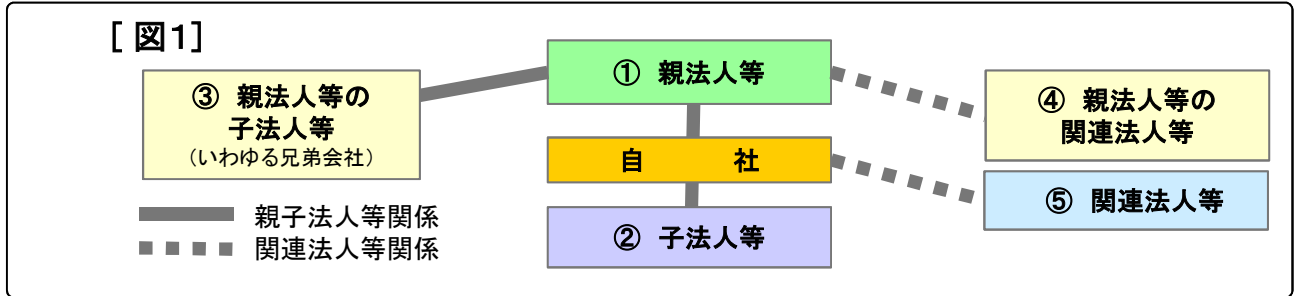 [図1]
① 親法人等
③ 親法人等の
子法人等
(いわゆる兄弟会社)
④ 親法人等の
関連法人等
自　　社
⑤ 関連法人等
② 子法人等
親子法人等関係
関連法人等関係